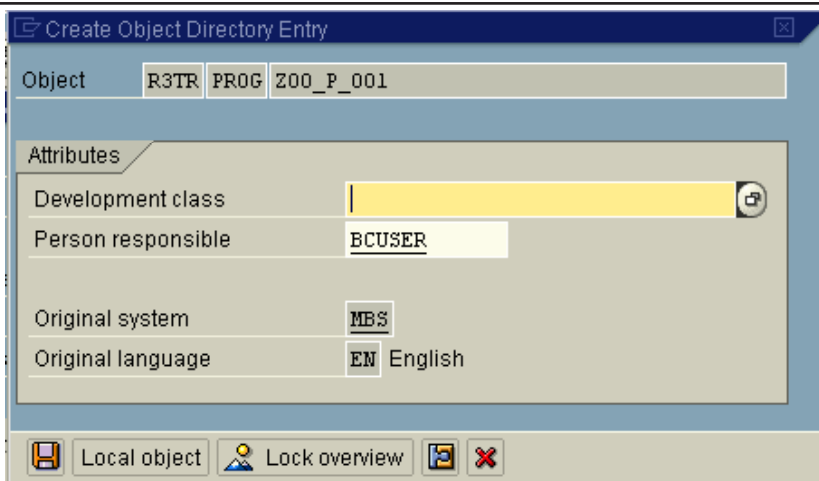 Create Object Directory Entry
Object R3TR PROG Z00_P_001
Attributes
Development class
Person responsible BCUSER
Original system MBS
Original language EN English
Local object Lock overview